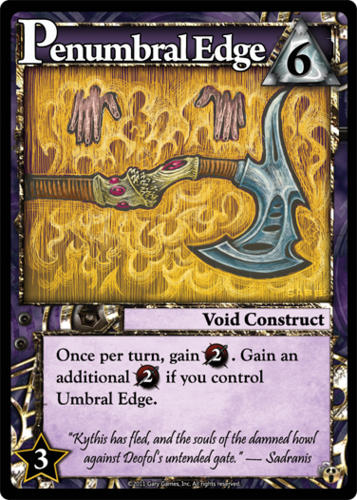 Penumbral Edge
6
Void Construct
Once per turn, gain 2. Gain an
additional 2 if you control
Umbral Edge.
"Kythis has fled, and the souls of the damned howl
against Deofol's untended gate." — Sadranis
3
©2011 Gary Games, Inc. All rights reserved.